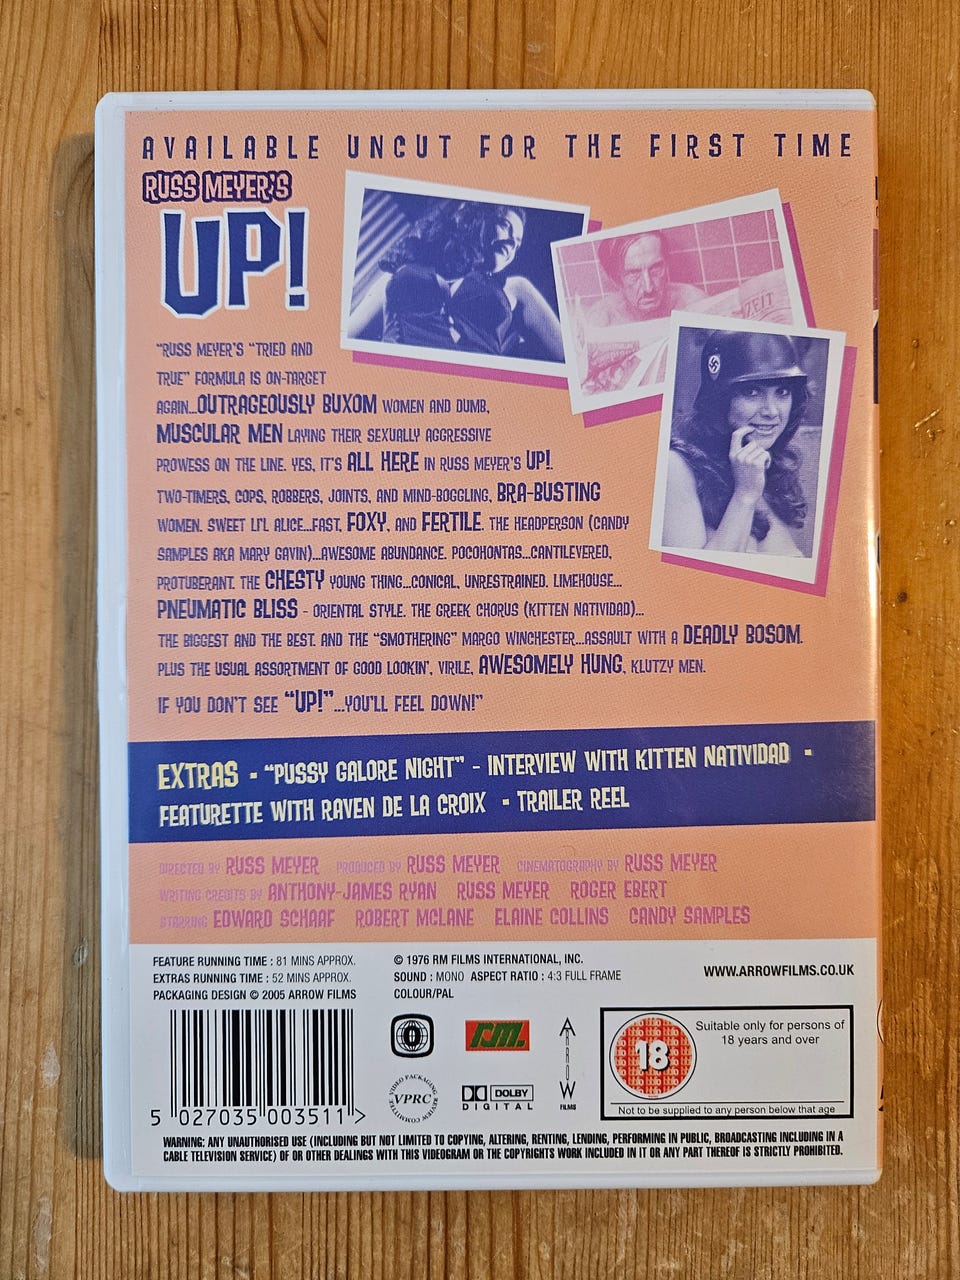 AVAILABLE UNCUT FOR THE FIRST TIME
RUSS MEYER'S
UP!
ZEIT
"RUSS MEYER'S "TRIED AND
TRUE" FORMULA IS ON-TARGET
AGAIN...OUTRAGEOUSLY BUXOM WOMEN AND DUMB,
MUSCULAR MEN LAYING THEIR SEXUALLY AGGRESSIVE
PROWESS ON THE LINE. YES, IT'S ALL HERE IN RUSS MEYER'S UP!.
TWO-TIMERS, COPS, ROBBERS, JOINTS, AND MIND-BOGGLING, BRA-BUSTING
WOMEN. SWEET LI'L ALICE...FAST, FOXY, AND FERTILE. THE HEADPERSON (CANDY
SAMPLES AKA MARY GAVIN)...AWESOME ABUNDANCE. POCOHONTAS...CANTILEVERED,
PROTUBERANT. THE CHESTY YOUNG THING...CONICAL, UNRESTRAINED. LIMEHOUSE...
PNEUMATIC BLISS - ORIENTAL STYLE. THE GREEK CHORUS (KITTEN NATIVIDAD)...
THE BIGGEST AND THE BEST. AND THE "SMOTHERING" MARGO WINCHESTER...ASSAULT WITH A DEADLY BOSOM.
PLUS THE USUAL ASSORTMENT OF GOOD LOOKIN', VIRILE, AWESOMELY HUNG, KLUTZY MEN.
IF YOU DON'T SEE "UP!"...YOU'LL FEEL DOWN!"
EXTRAS • "PUSSY GALORE NIGHT" - INTERVIEW WITH KITTEN NATIVIDAD •
FEATURETTE WITH RAVEN DE LA CROIX • TRAILER REEL
DIRECTED BY RUSS MEYER PRODUCED BY RUSS MEYER CINEMATOGRAPHY BY RUSS MEYER
WRITING CREDITS BY ANTHONY-JAMES RYAN RUSS MEYER ROGER EBERT
STARRING EDWARD SCHAAF ROBERT MCLANE ELAINE COLLINS CANDY SAMPLES
FEATURE RUNNING TIME : 81 MINS APPROX.
EXTRAS RUNNING TIME : 52 MINS APPROX.
PACKAGING DESIGN © 2005 ARROW FILMS
© 1976 RM FILMS INTERNATIONAL, INC.
SOUND : MONO ASPECT RATIO : 4:3 FULL FRAME
COLOUR/PAL
WWW.ARROWFILMS.CO.UK
5 027035 003511 >
0
rm.
VIDEO PACKAGING REVIEW COMMITTEE
VPRC
DOLBY
DIGITAL
ARROW
FILMS
18
Suitable only for persons of
18 years and over
Not to be supplied to any person below that age
WARNING: ANY UNAUTHORISED USE (INCLUDING BUT NOT LIMITED TO COPYING, ALTERING, RENTING, LENDING, PERFORMING IN PUBLIC, BROADCASTING INCLUDING IN A
CABLE TELEVISION SERVICE) OF OR OTHER DEALINGS WITH THIS VIDEOGRAM OR THE COPYRIGHTS WORK INCLUDED IN IT OR ANY PART THEREOF IS STRICTLY PROHIBITED.